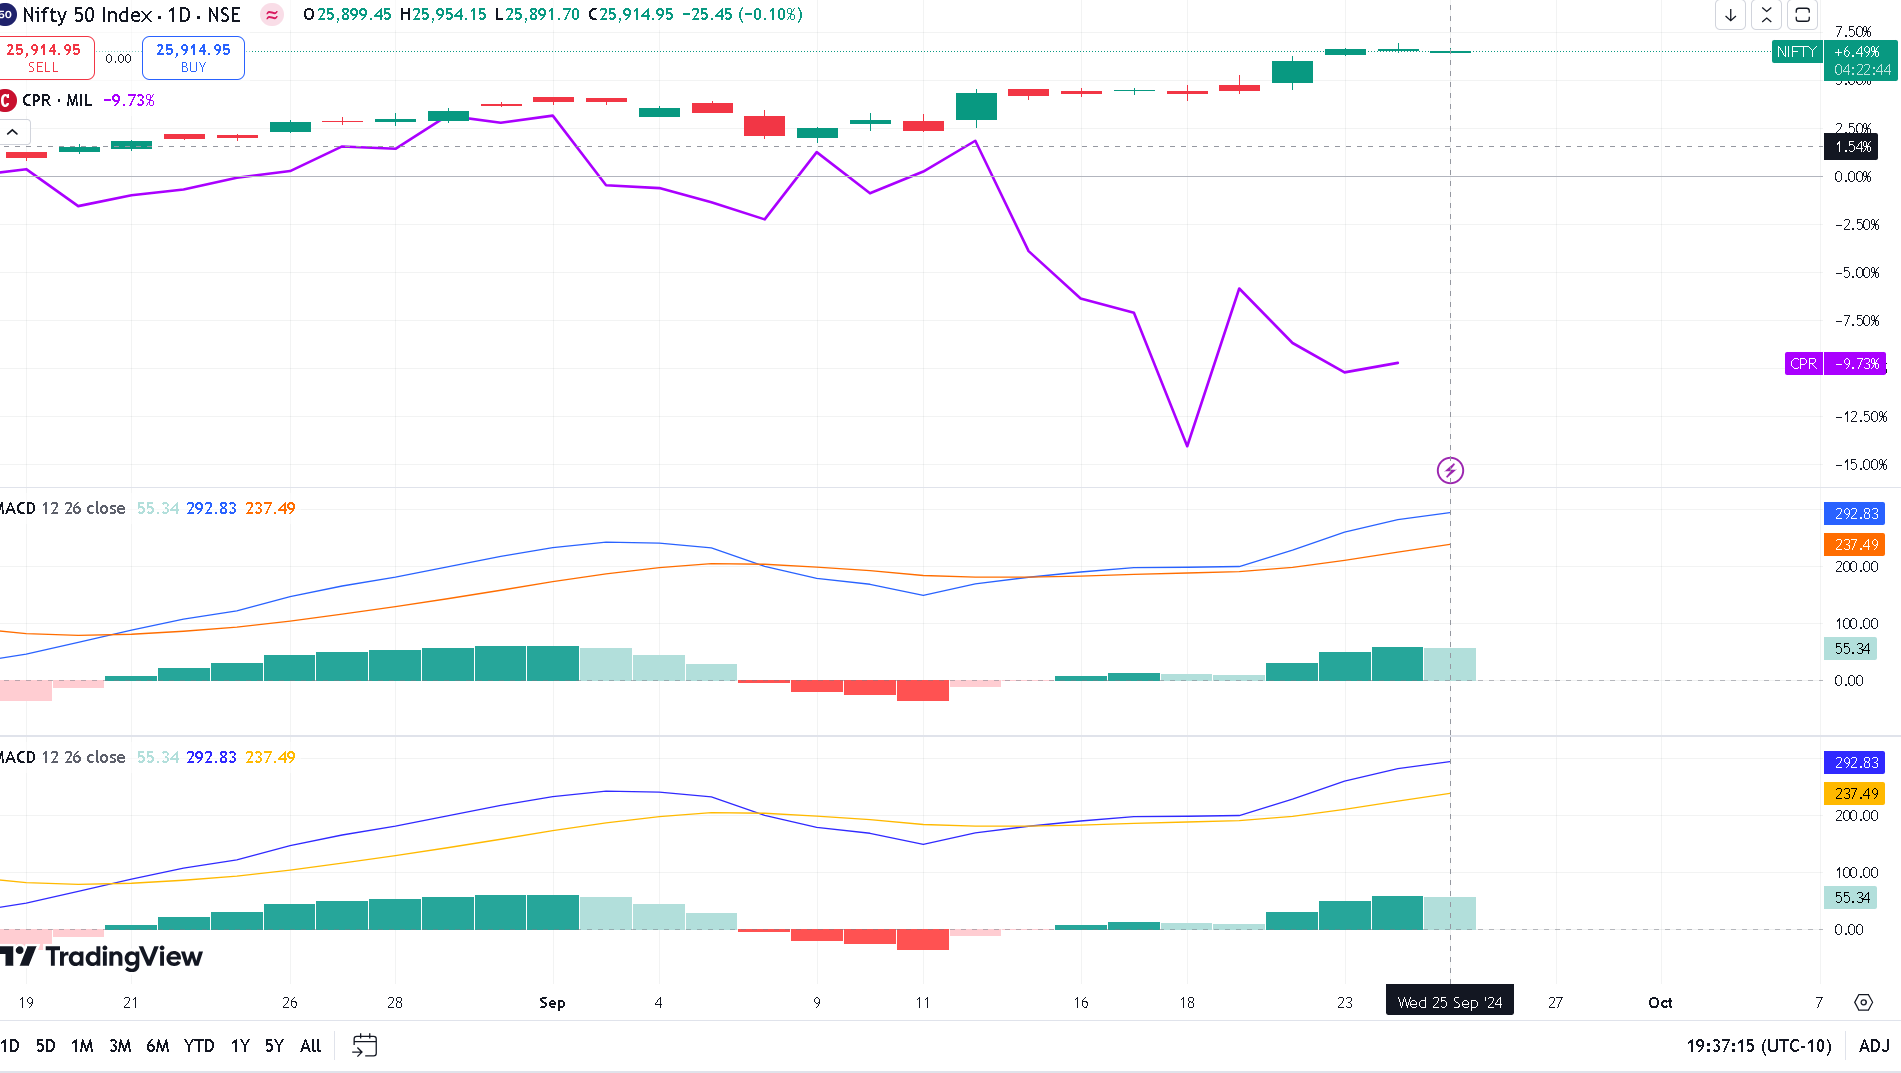 50 Nifty 50 Index · 1D · NSE ≈ O25,899.45 H25,954.15 L25,891.70 C25,914.95 −25.45 (−0.10%)
25,914.95 SELL 0.00 25,914.95 BUY
C CPR · MIL −9.73%
7.50%
NIFTY +6.49%
04:22:44
2.50%
1.54%
0.00%
−2.50%
−5.00%
−7.50%
CPR −9.73%
−12.50%
−15.00%
MACD 12 26 close 55.34 292.83 237.49
292.83
237.49
200.00
100.00
55.34
0.00
MACD 12 26 close 55.34 292.83 237.49
292.83
237.49
200.00
100.00
55.34
0.00
TradingView
19 21 26 28 Sep 4 9 11 16 18 23 Wed 25 Sep '24 27 Oct 7
1D 5D 1M 3M 6M YTD 1Y 5Y All 19:37:15 (UTC-10) ADJ